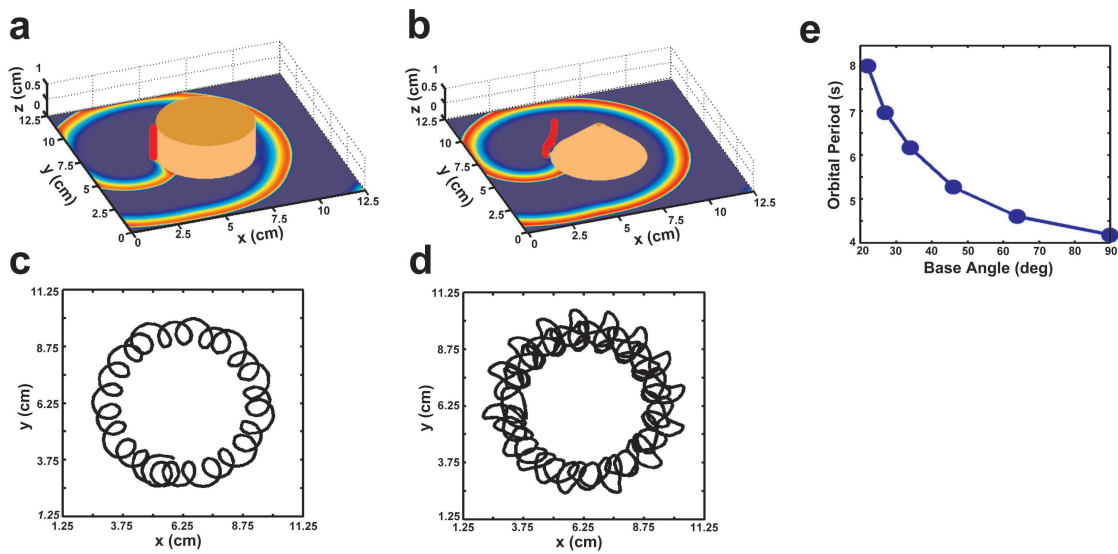 a
z (cm)
1
0.5
0
12.5
10
7.5
5
2.5
0
y (cm)
0
2.5
5
7.5
10
12.5
x (cm)
b
z (cm)
1
0.5
0
12.5
10
7.5
5
2.5
0
y (cm)
0
2.5
5
7.5
10
12.5
x (cm)
e
Orbital Period (s)
8
7
6
5
4
20 30 40 50 60 70 80 90
Base Angle (deg)
c
y (cm)
11.25
8.75
6.25
3.75
1.25
1.25 3.75 6.25 8.75 11.25
x (cm)
d
y (cm)
11.25
8.75
6.25
3.75
1.25
1.25 3.75 6.25 8.75 11.25
x (cm)